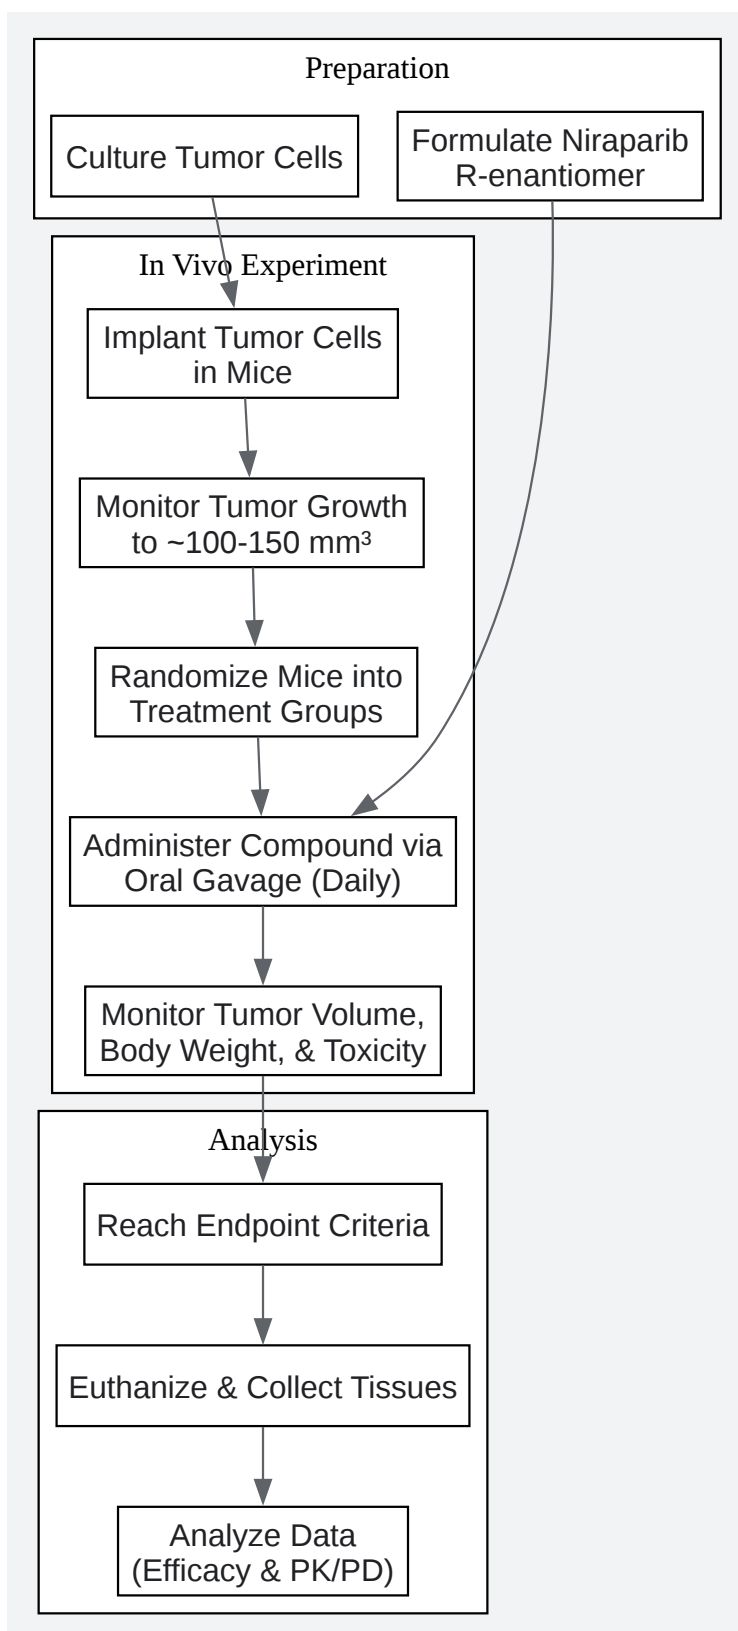 Preparation
Culture Tumor Cells
Formulate Niraparib
R-enantiomer
In Vivo Experiment
Implant Tumor Cells
in Mice
Monitor Tumor Growth
to ~100-150 mm³
Randomize Mice into
Treatment Groups
Administer Compound via
Oral Gavage (Daily)
Monitor Tumor Volume,
Body Weight, & Toxicity
Analysis
Reach Endpoint Criteria
Euthanize & Collect Tissues
Analyze Data
(Efficacy & PK/PD)